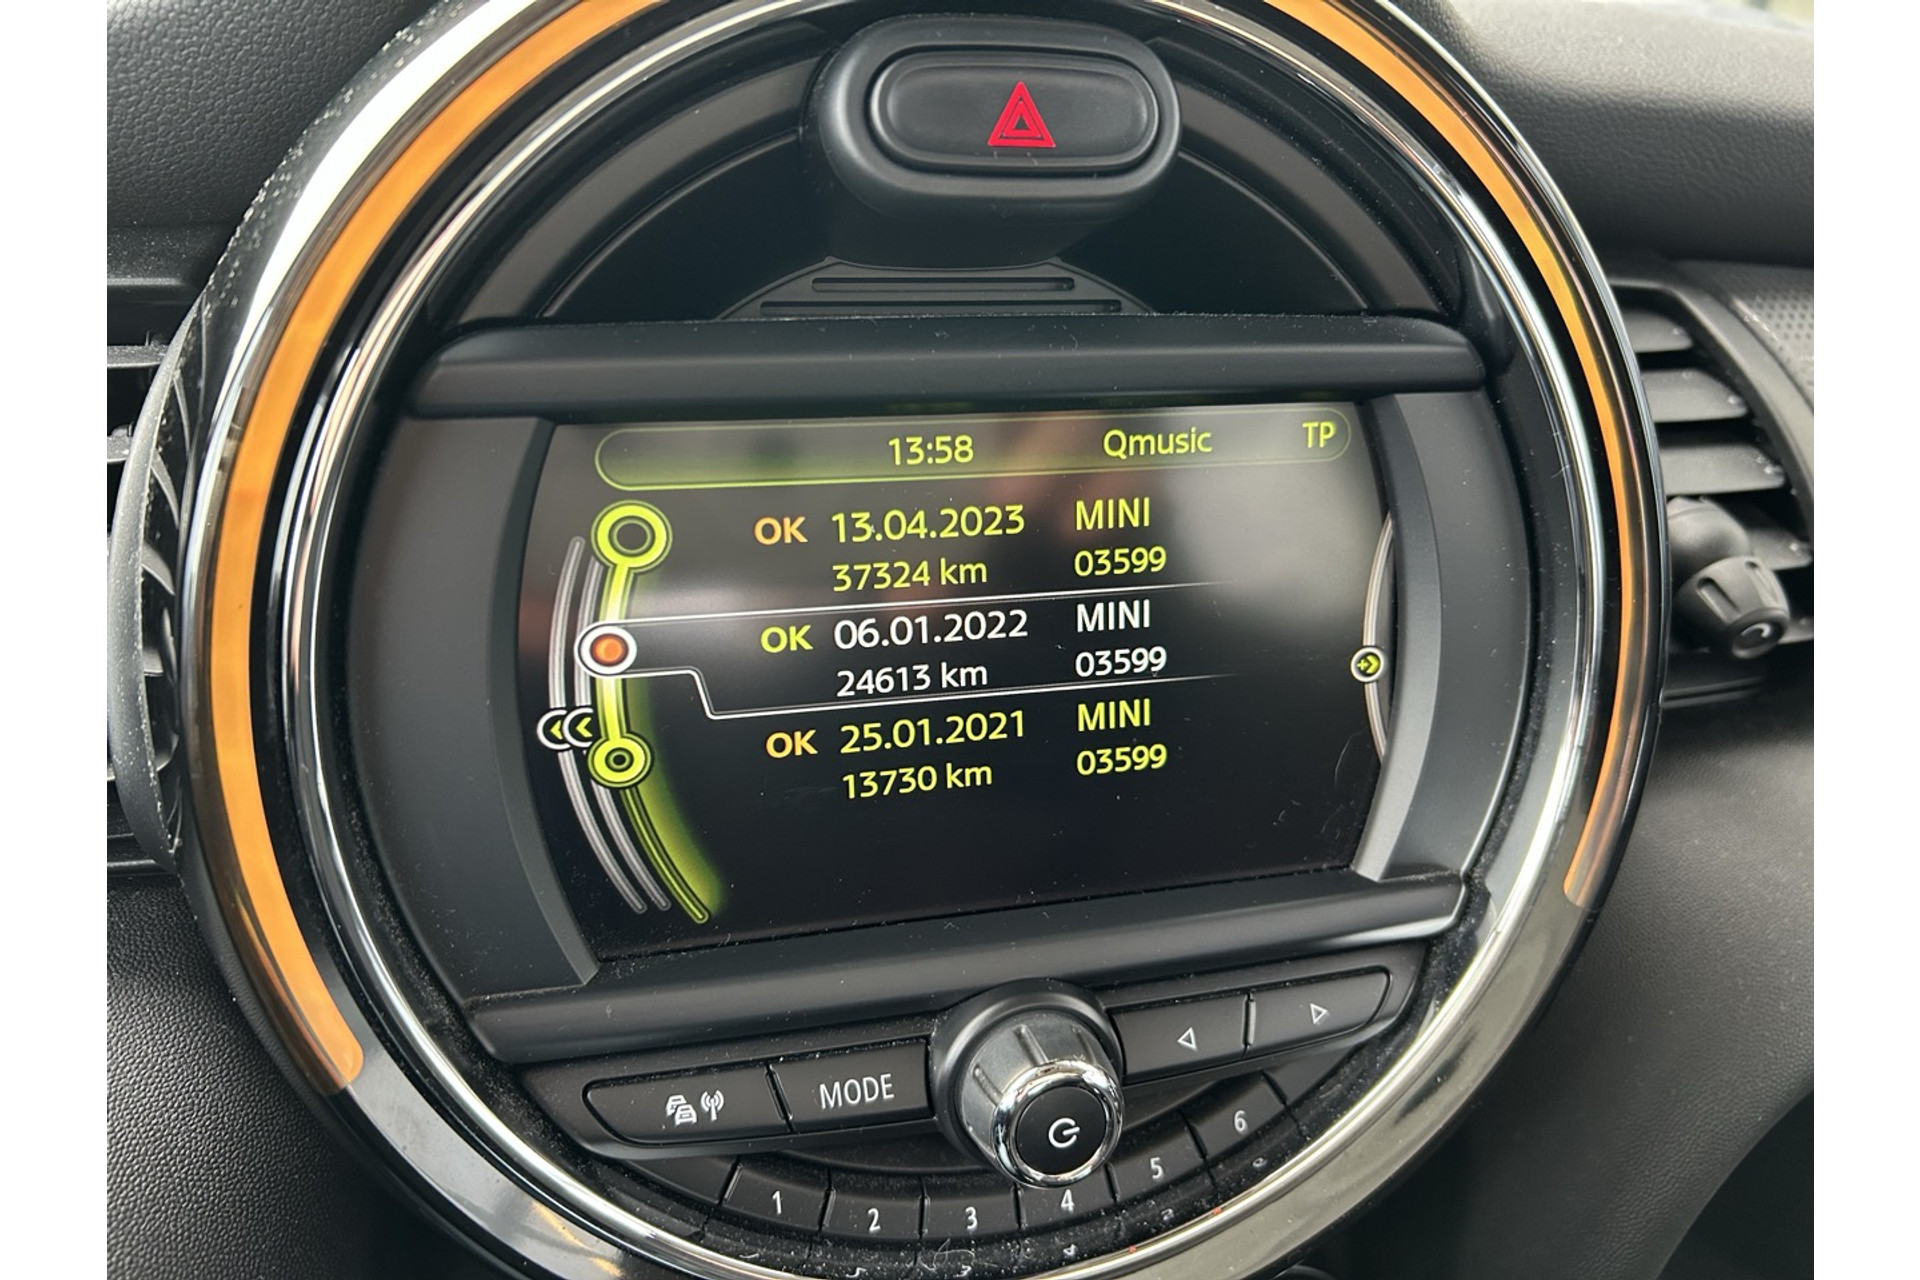 13:58 Qmusic TP
OK 13.04.2023 MINI
37324 km 03599
OK 06.01.2022 MINI
24613 km 03599
OK 25.01.2021 MINI
13730 km 03599
MODE
1 2 3 4 5 6